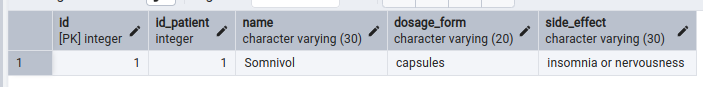 id id_patient name dosage_form side_effect
[PK] integer integer character varying (30) character varying (20) character varying (30)
1 1 1 Somnivol capsules insomnia or nervousness